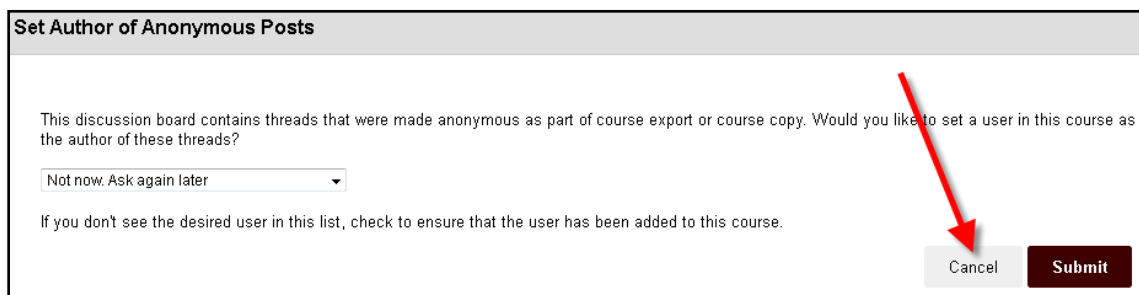 Set Author of Anonymous Posts
This discussion board contains threads that were made anonymous as part of course export or course copy. Would you like to set a user in this course as
the author of these threads?
Not now. Ask again later
If you don't see the desired user in this list, check to ensure that the user has been added to this course.
Cancel Submit